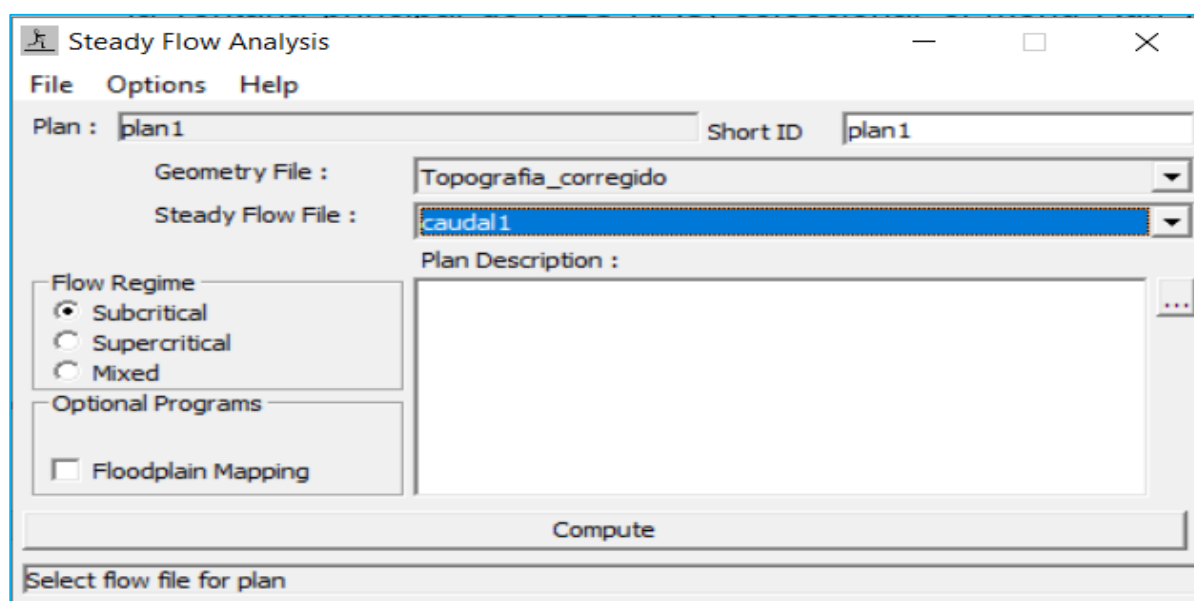 Steady Flow Analysis
File Options Help
Plan : plan1 Short ID plan1
Geometry File : Topografia_corregido
Steady Flow File : caudal1
Plan Description :
Flow Regime
Subcritical
Supercritical
Mixed
...
Optional Programs
Floodplain Mapping
Compute
Select flow file for plan